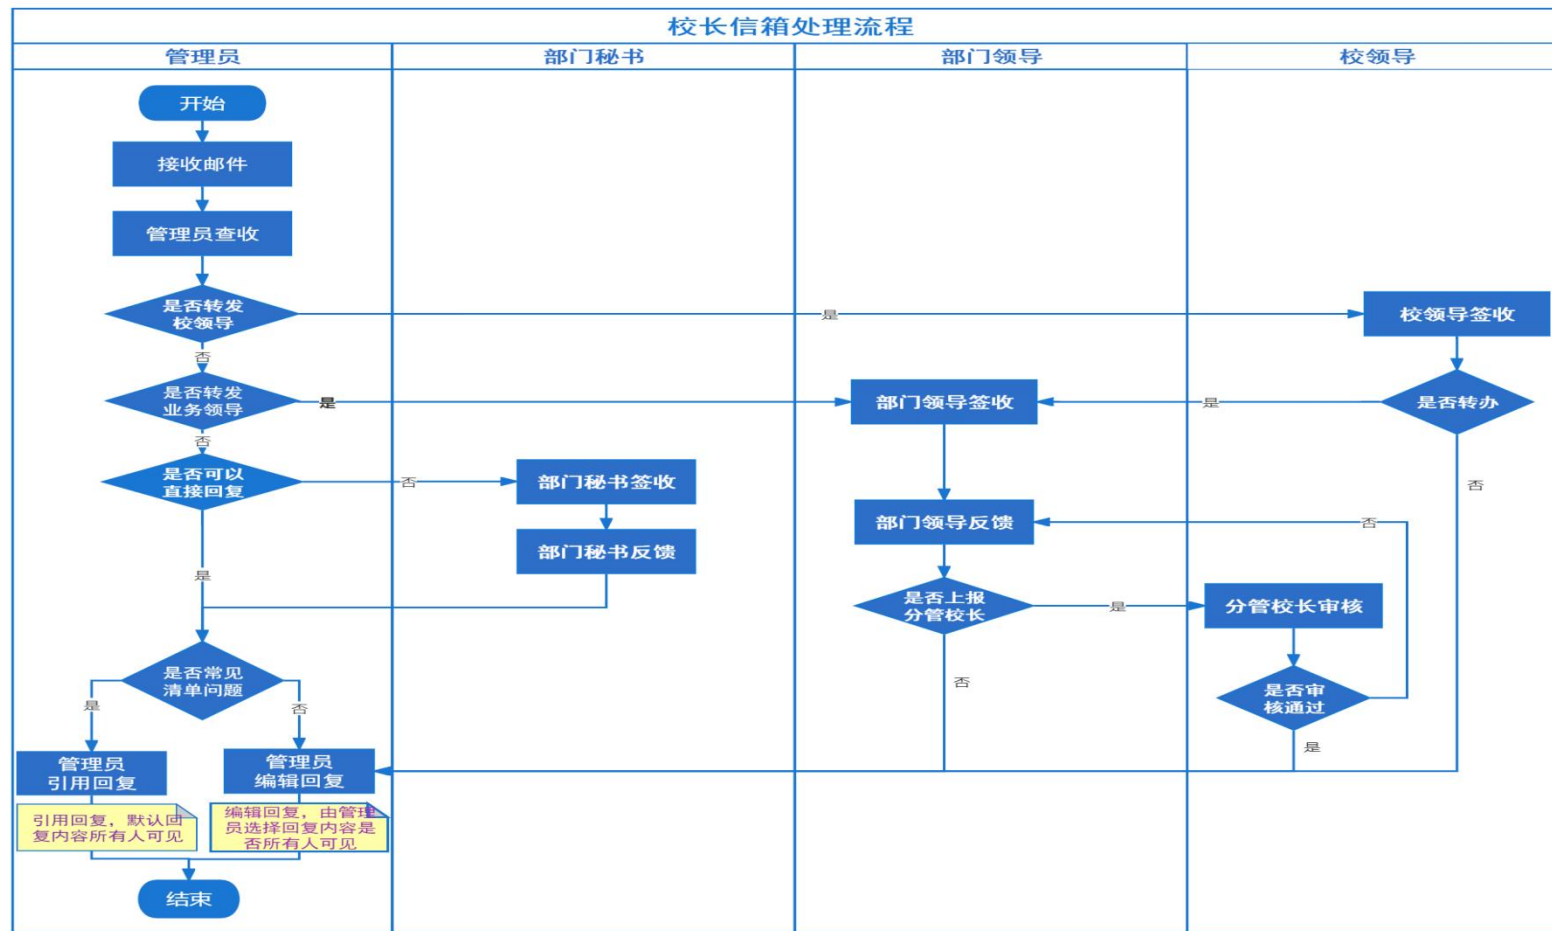 校长信箱处理流程
管理员
部门秘书
部门领导
校领导
开始
接收邮件
管理员查收
是否转发
校领导
是
校领导签收
否
是否转发
业务领导
是
部门领导签收
是
是否转办
否
是否可以
直接回复
否
部门秘书签收
否
部门领导反馈
否
部门秘书反馈
是
是否上报
分管校长
是
分管校长审核
是否常见
清单问题
否
是否审
核通过
是
否
是
管理员
引用回复
管理员
编辑回复
引用回复，默认回
复内容所有人可见
编辑回复，由管理
员选择回复内容是
否所有人可见
结束